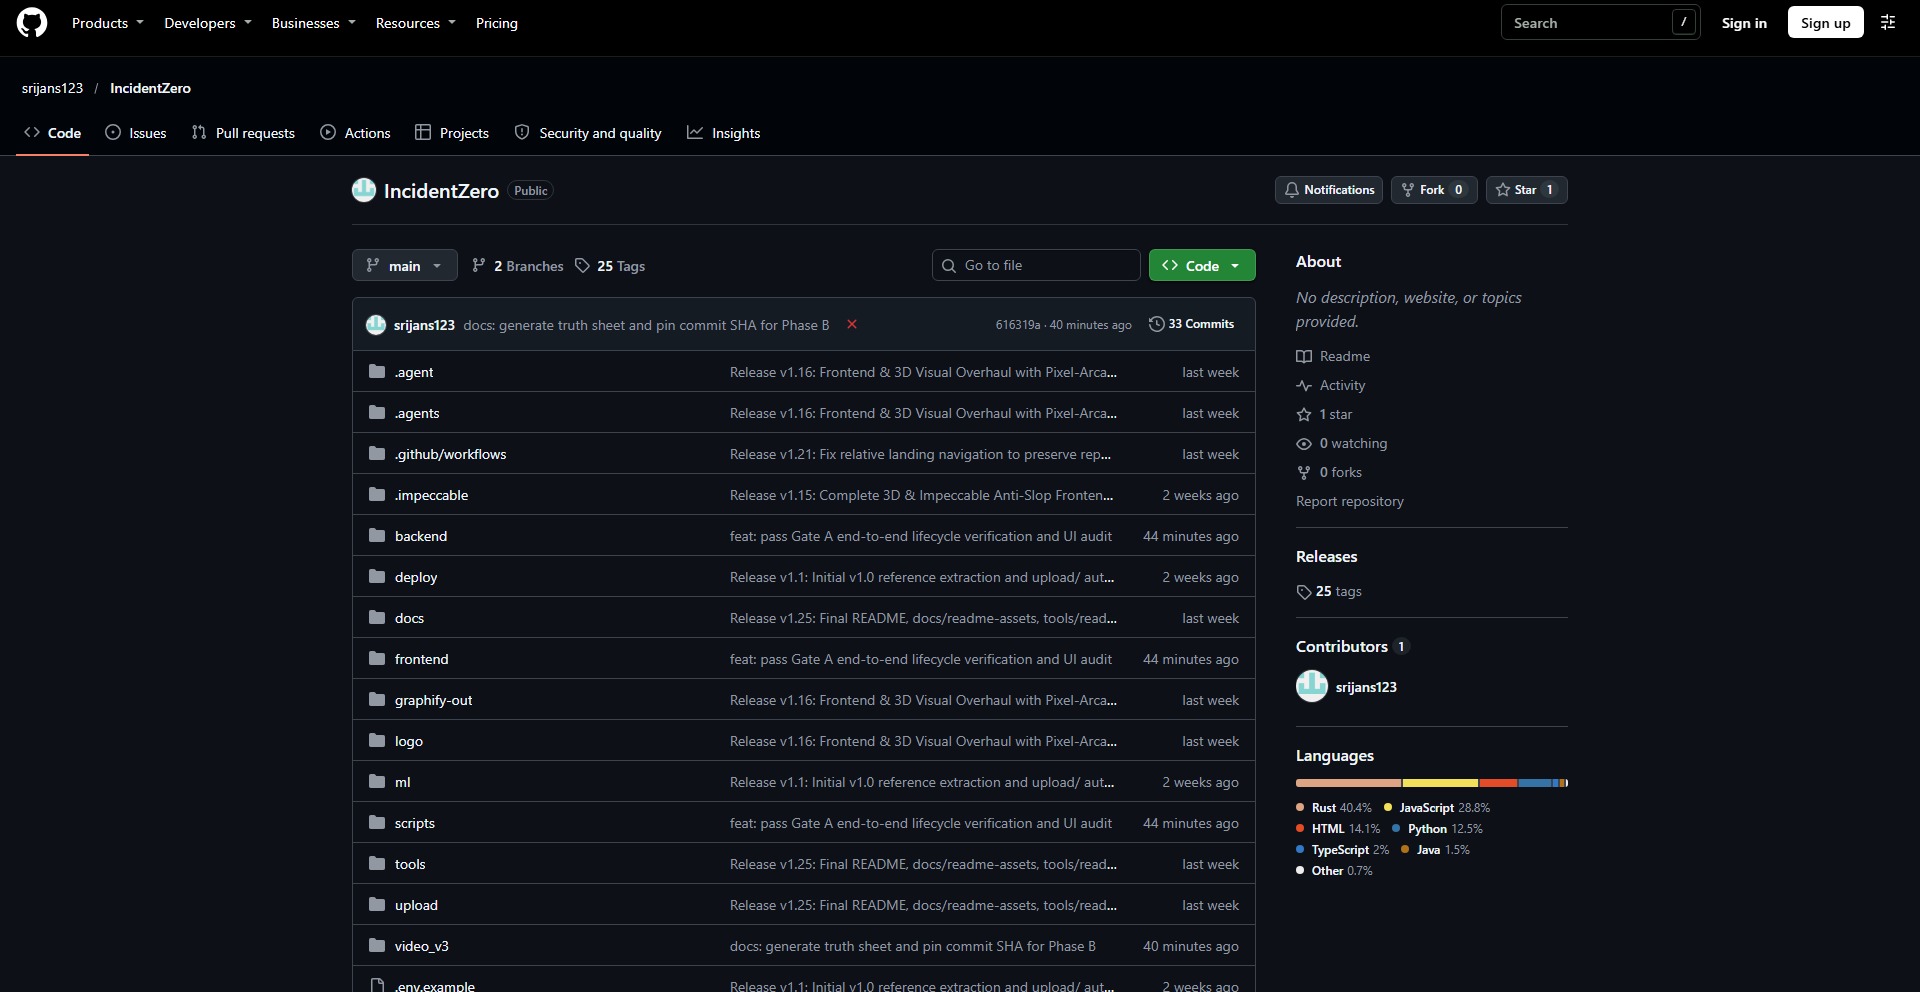 Products Developers Businesses Resources Pricing Search / Sign in Sign up
srijans123 / IncidentZero
Code Issues Pull requests Actions Projects Security and quality Insights
IncidentZero Public Notifications Fork 0 Star 1
main 2 Branches 25 Tags Go to file Code
srijans123 docs: generate truth sheet and pin commit SHA for Phase B 616319a · 40 minutes ago 33 Commits
.agent Release v1.16: Frontend & 3D Visual Overhaul with Pixel-Arca... last week
.agents Release v1.16: Frontend & 3D Visual Overhaul with Pixel-Arca... last week
.github/workflows Release v1.21: Fix relative landing navigation to preserve rep... last week
.impeccable Release v1.15: Complete 3D & Impeccable Anti-Slop Fronten... 2 weeks ago
backend feat: pass Gate A end-to-end lifecycle verification and UI audit 44 minutes ago
deploy Release v1.1: Initial v1.0 reference extraction and upload/ aut... 2 weeks ago
docs Release v1.25: Final README, docs/readme-assets, tools/read... last week
frontend feat: pass Gate A end-to-end lifecycle verification and UI audit 44 minutes ago
graphify-out Release v1.16: Frontend & 3D Visual Overhaul with Pixel-Arca... last week
logo Release v1.16: Frontend & 3D Visual Overhaul with Pixel-Arca... last week
ml Release v1.1: Initial v1.0 reference extraction and upload/ aut... 2 weeks ago
scripts feat: pass Gate A end-to-end lifecycle verification and UI audit 44 minutes ago
tools Release v1.25: Final README, docs/readme-assets, tools/read... last week
upload Release v1.25: Final README, docs/readme-assets, tools/read... last week
video_v3 docs: generate truth sheet and pin commit SHA for Phase B 40 minutes ago
.env.example Release v1.1: Initial v1.0 reference extraction and upload/ aut... 2 weeks ago
About
No description, website, or topics
provided.
Readme
Activity
1 star
0 watching
0 forks
Report repository
Releases
25 tags
Contributors 1
srijans123
Languages
Rust 40.4% JavaScript 28.8%
HTML 14.1% Python 12.5%
TypeScript 2% Java 1.5%
Other 0.7%